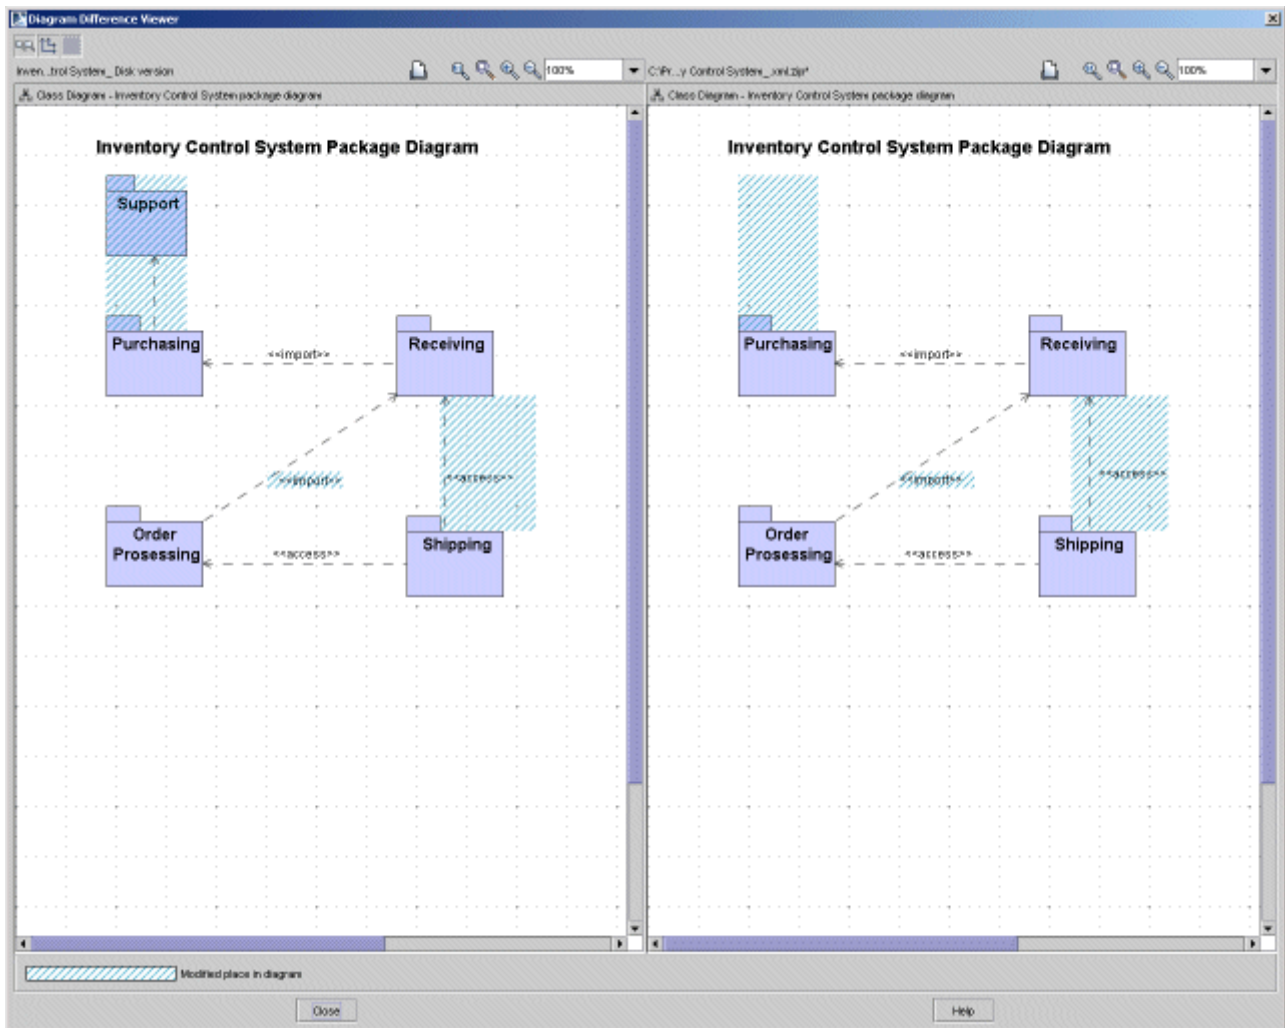 Diagram Difference Viewer
Inven...trol System_ Disk version
100%
C:\Pr...y Control System_.xml.zip*
100%
Class Diagram - Inventory Control System package diagram
Class Diagram - Inventory Control System package diagram
Inventory Control System Package Diagram
Support
Purchasing
<<import>>
Receiving
<<import>>
<<access>>
Order
Prosessing
<<access>>
Shipping
Inventory Control System Package Diagram
Purchasing
<<import>>
Receiving
<<import>>
<<access>>
Order
Prosessing
<<access>>
Shipping
Modified place in diagram
Close
Help